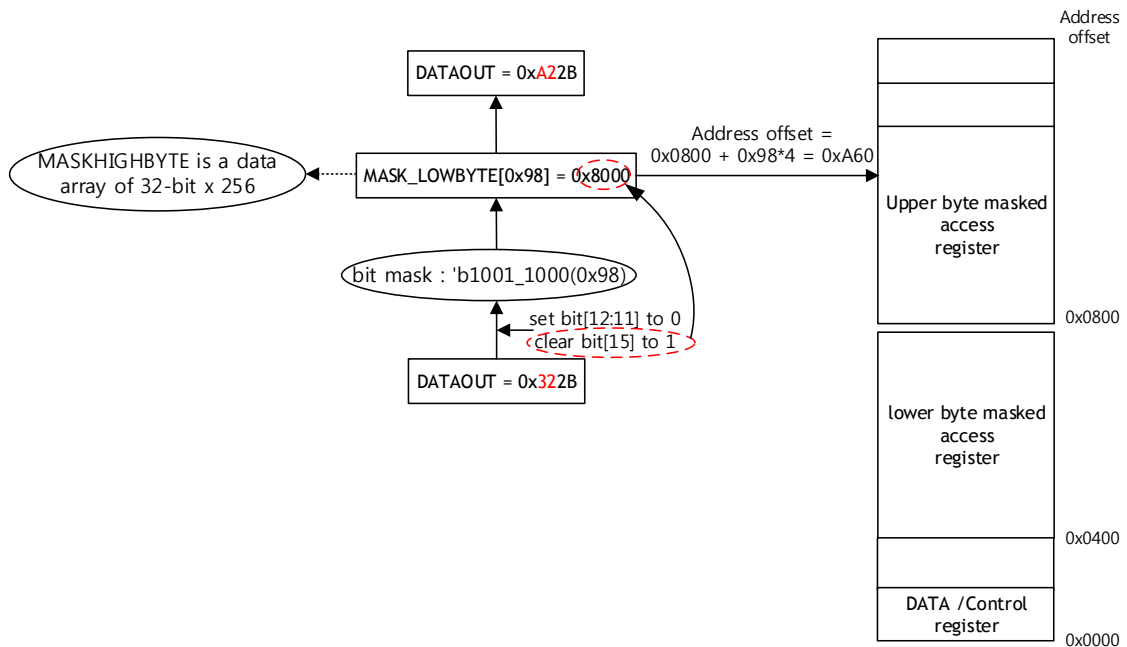 Address
offset
DATAOUT = 0xA22B
Address offset =
0x0800 + 0x98*4 = 0xA60
MASKHIGHBYTE is a data
array of 32-bit x 256
MASK_LOWBYTE[0x98] = 0x8000
Upper byte masked
access
register
bit mask : 'b1001_1000(0x98)
set bit[12:11] to 0
clear bit[15] to 1
0x0800
DATAOUT = 0x322B
lower byte masked
access
register
0x0400
DATA /Control
register
0x0000